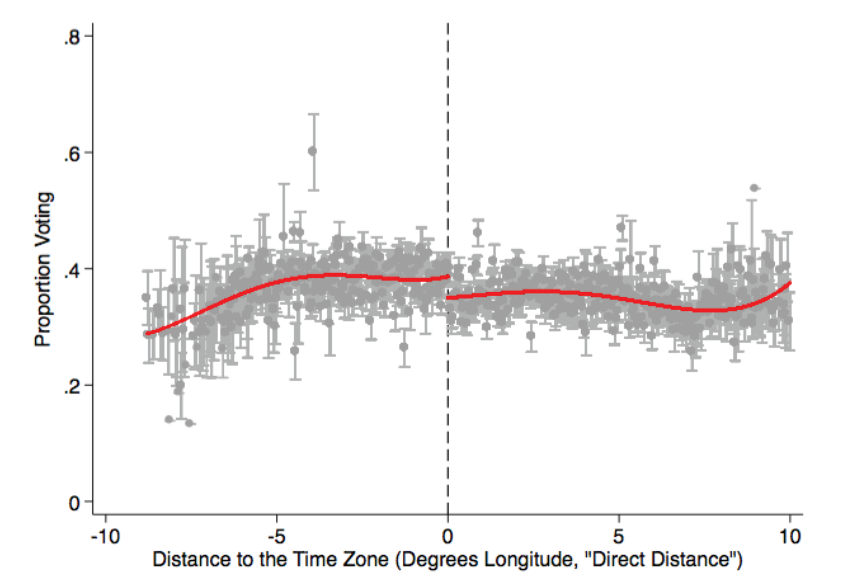 .8
.6
.4
.2
0
Proportion Voting
-10 -5 0 5 10
Distance to the Time Zone (Degrees Longitude, "Direct Distance")